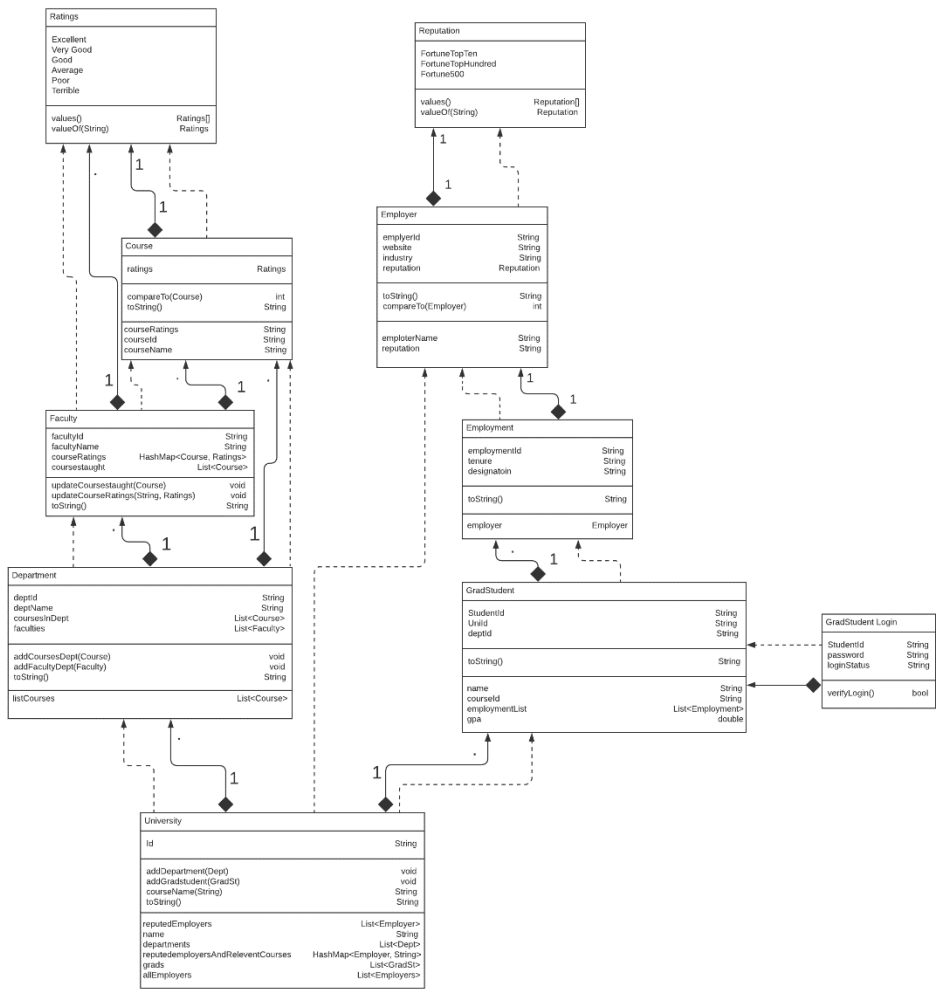 Ratings
Excellent
Very Good
Good
Average
Poor
Terrible
values() Ratings[]
valueOf(String) Ratings
Reputation
FortuneTopTen
FortuneTopHundred
Fortune500
values() Reputation[]
valueOf(String) Reputation
1
1
1
1
Employer
emplyerId String
website String
industry String
reputation Reputation
toString() String
compareTo(Employer) int
emploterName String
reputation String
Course
ratings Ratings
compareTo(Course) int
toString() String
courseRatings String
courseId String
courseName String
1
1
1
1
Faculty
facultyId String
facultyName String
courseRatings HashMap<Course, Ratings>
coursestaught List<Course>
updateCoursestaught(Course) void
updateCourseRatings(String, Ratings) void
toString() String
Employment
employmentId String
tenure String
designatoin String
toString() String
employer Employer
1
1
1
Department
deptId String
deptName String
coursesInDept List<Course>
faculties List<Faculty>
addCoursesDept(Course) void
addFacultyDept(Faculty) void
toString() String
listCourses List<Course>
GradStudent
StudentId String
UniId String
deptId String
toString() String
name String
courseId String
employmentList List<Employment>
gpa double
GradStudent Login
StudentId String
password String
loginStatus String
verifyLogin() bool
1
1
University
Id String
addDepartment(Dept) void
addGradstudent(GradSt) void
courseName(String) String
toString() String
reputedEmployers List<Employer>
name String
departments List<Dept>
reputedemployersAndReleventCourses HashMap<Employer, String>
grads List<GradSt>
allEmployers List<Employers>